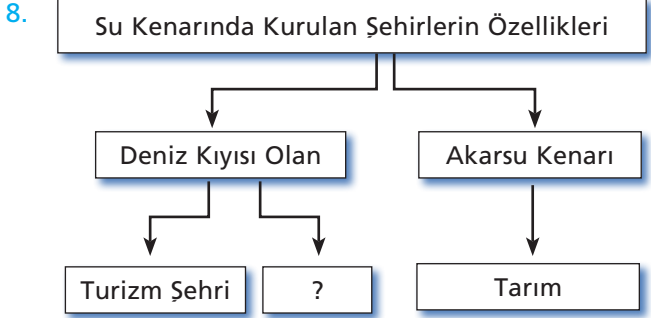 8.
Su Kenarında Kurulan Şehirlerin Özellikleri
Deniz Kıyısı Olan
Akarsu Kenarı
Turizm Şehri
?
Tarım